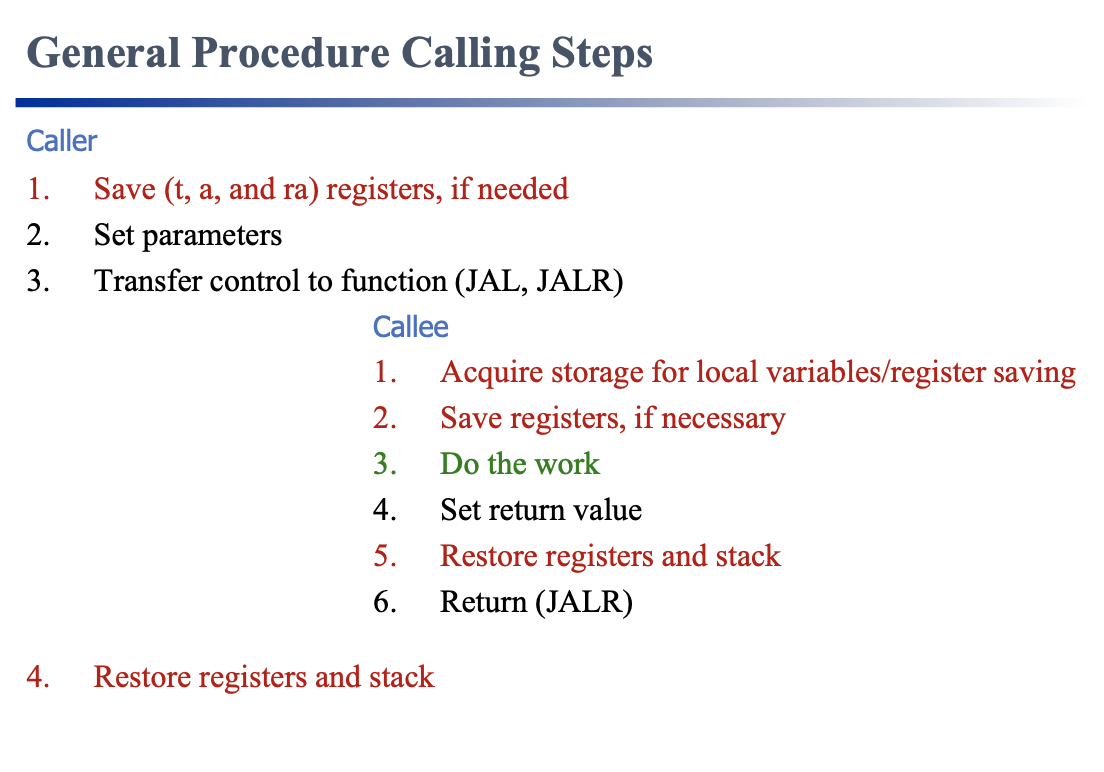 General Procedure Calling Steps
Caller
1. Save (t, a, and ra) registers, if needed
2. Set parameters
3. Transfer control to function (JAL, JALR)
Callee
1. Acquire storage for local variables/register saving
2. Save registers, if necessary
3. Do the work
4. Set return value
5. Restore registers and stack
6. Return (JALR)
4. Restore registers and stack